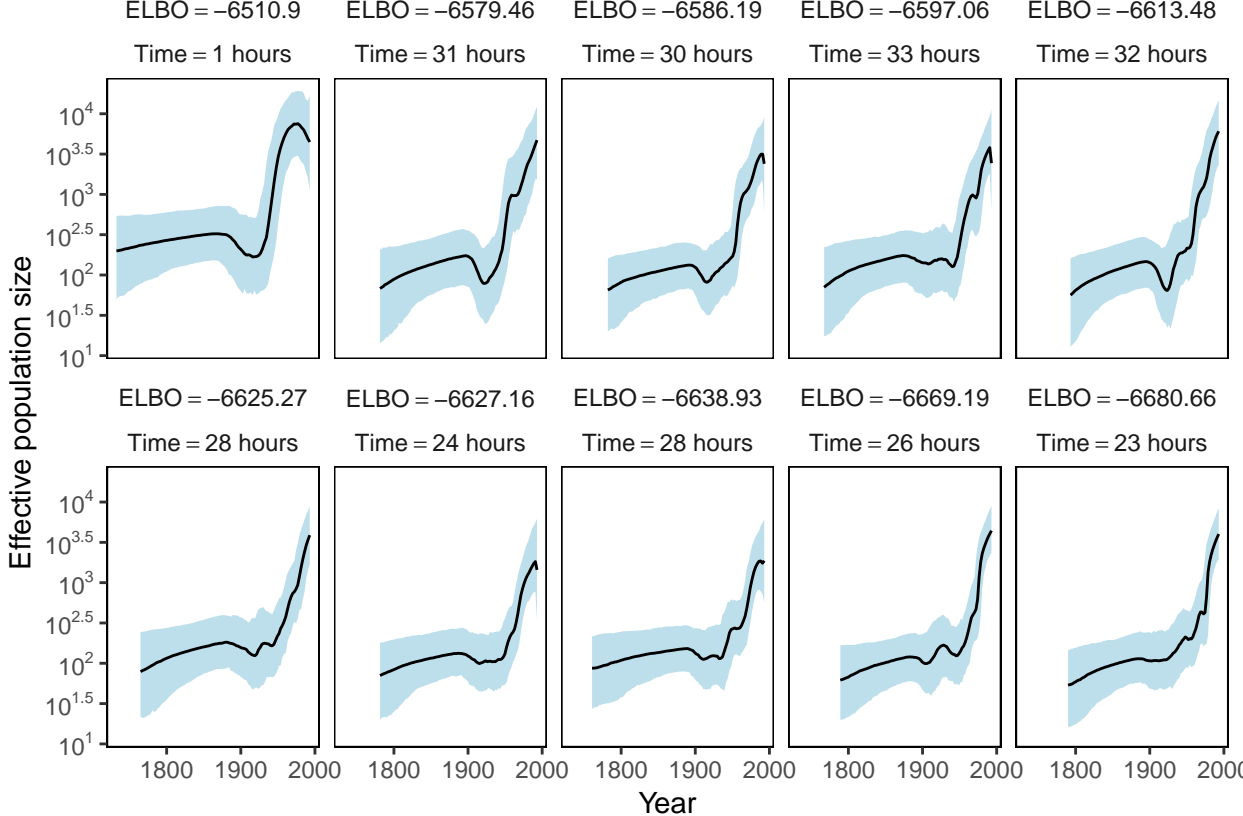 ELBO = −6510.9 ELBO = −6579.46 ELBO = −6586.19 ELBO = −6597.06 ELBO = −6613.48
Time = 1 hours Time = 31 hours Time = 30 hours Time = 33 hours Time = 32 hours
10^4
10^3.5
10^3
10^2.5
10^2
10^1.5
10^1
Effective population size
ELBO = −6625.27 ELBO = −6627.16 ELBO = −6638.93 ELBO = −6669.19 ELBO = −6680.66
Time = 28 hours Time = 24 hours Time = 28 hours Time = 26 hours Time = 23 hours
10^4
10^3.5
10^3
10^2.5
10^2
10^1.5
10^1
1800 1900 2000 1800 1900 2000 1800 1900 2000 1800 1900 2000 1800 1900 2000
Year